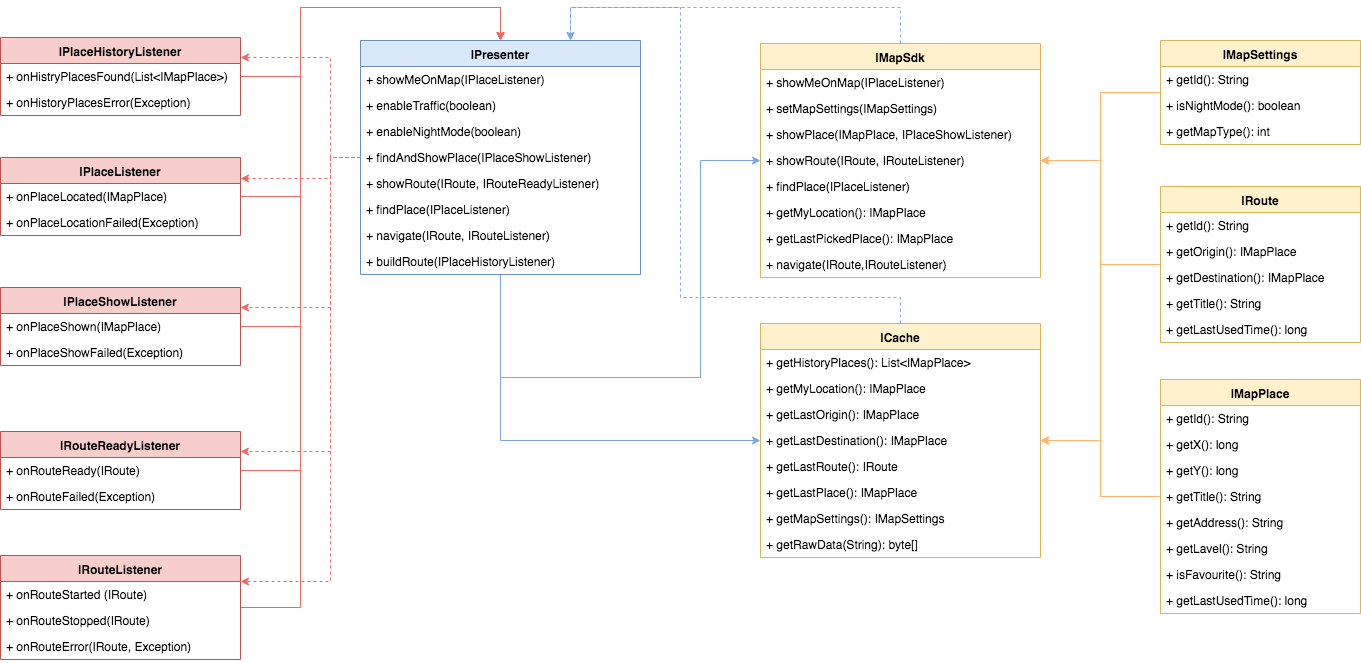 IPlaceHistoryListener
+ onHistryPlacesFound(List<IMapPlace>)
+ onHistoryPlacesError(Exception)
IPlaceListener
+ onPlaceLocated(IMapPlace)
+ onPlaceLocationFailed(Exception)
IPlaceShowListener
+ onPlaceShown(IMapPlace)
+ onPlaceShowFailed(Exception)
IRouteReadyListener
+ onRouteReady(IRoute)
+ onRouteFailed(Exception)
IRouteListener
+ onRouteStarted (IRoute)
+ onRouteStopped(IRoute)
+ onRouteError(IRoute, Exception)
IPresenter
+ showMeOnMap(IPlaceListener)
+ enableTraffic(boolean)
+ enableNightMode(boolean)
+ findAndShowPlace(IPlaceShowListener)
+ showRoute(IRoute, IRouteReadyListener)
+ findPlace(IPlaceListener)
+ navigate(IRoute, IRouteListener)
+ buildRoute(IPlaceHistoryListener)
IMapSdk
+ showMeOnMap(IPlaceListener)
+ setMapSettings(IMapSettings)
+ showPlace(IMapPlace, IPlaceShowListener)
+ showRoute(IRoute, IRouteListener)
+ findPlace(IPlaceListener)
+ getMyLocation(): IMapPlace
+ getLastPickedPlace(): IMapPlace
+ navigate(IRoute,IRouteListener)
ICache
+ getHistoryPlaces(): List<IMapPlace>
+ getMyLocation(): IMapPlace
+ getLastOrigin(): IMapPlace
+ getLastDestination(): IMapPlace
+ getLastRoute(): IRoute
+ getLastPlace(): IMapPlace
+ getMapSettings(): IMapSettings
+ getRawData(String): byte[]
IMapSettings
+ getId(): String
+ isNightMode(): boolean
+ getMapType(): int
IRoute
+ getId(): String
+ getOrigin(): IMapPlace
+ getDestination(): IMapPlace
+ getTitle(): String
+ getLastUsedTime(): long
IMapPlace
+ getId(): String
+ getX(): long
+ getY(): long
+ getTitle(): String
+ getAddress(): String
+ getLavel(): String
+ isFavourite(): String
+ getLastUsedTime(): long